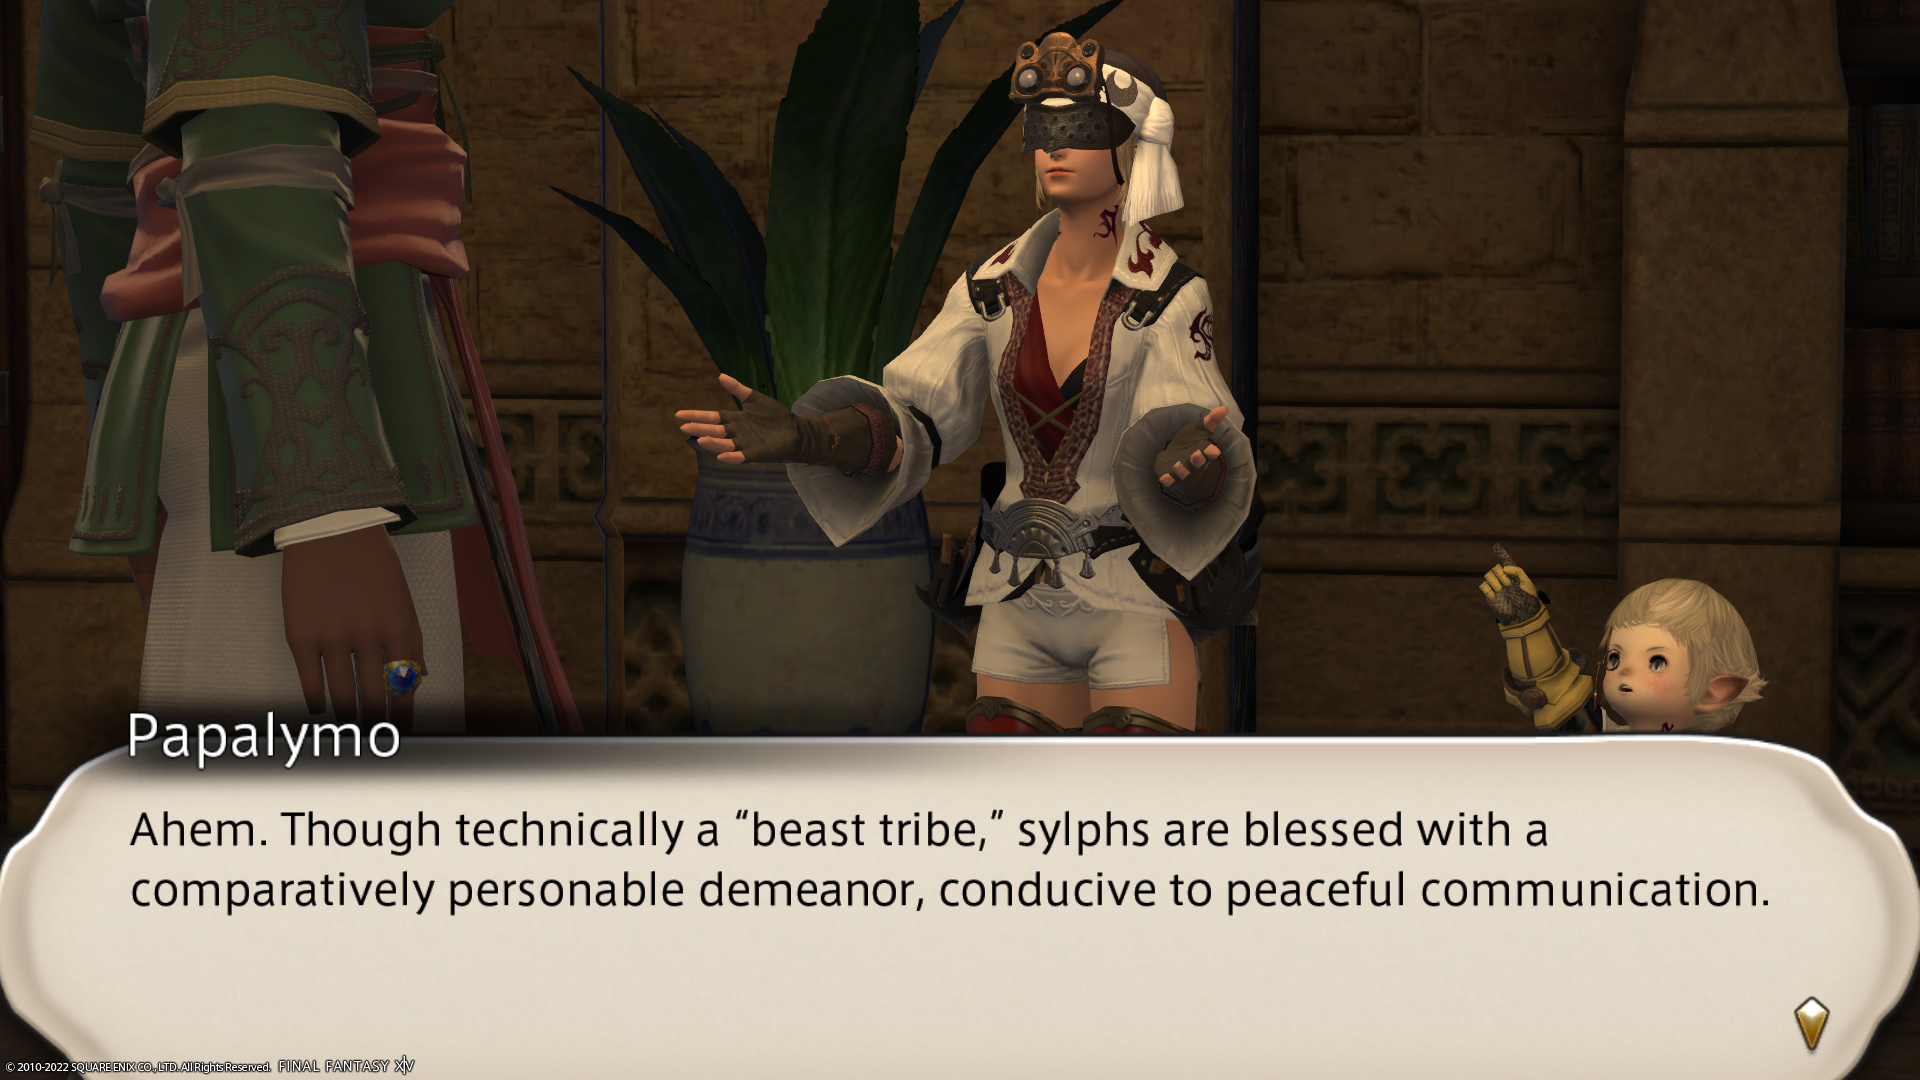 Papalymo
Ahem. Though technically a “beast tribe,” sylphs are blessed with a
comparatively personable demeanor, conducive to peaceful communication.
© 2010-2022 SQUARE ENIX CO., LTD. All Rights Reserved. FINAL FANTASY XIV